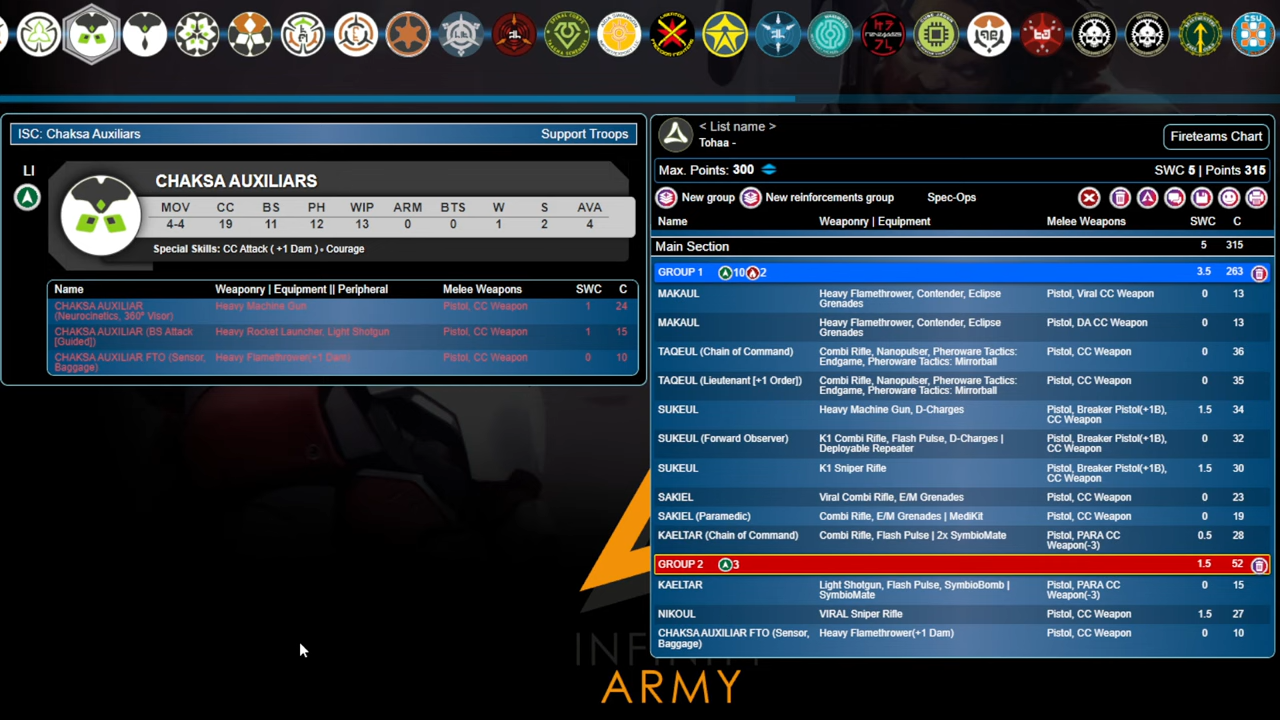 ISC: Chaksa Auxiliars Support Troops
LI
CHAKSA AUXILIARS
MOV CC BS PH WIP ARM BTS W S AVA
4-4 19 11 12 13 0 0 1 2 4
Special Skills: CC Attack ( +1 Dam ) • Courage
Name Weaponry | Equipment || Peripheral Melee Weapons SWC C
CHAKSA AUXILIAR Heavy Machine Gun Pistol, CC Weapon 1 24
(Neurocinetics, 360º Visor)
CHAKSA AUXILIAR (BS Attack Heavy Rocket Launcher, Light Shotgun Pistol, CC Weapon 1 15
[Guided])
CHAKSA AUXILIAR FTO (Sensor, Heavy Flamethrower(+1 Dam) Pistol, CC Weapon 0 10
Baggage)
< List name >
Tohaa -
Fireteams Chart
Max. Points: 300 SWC 5 | Points 315
New group New reinforcements group Spec-Ops
Name Weaponry | Equipment Melee Weapons SWC C
Main Section 5 315
GROUP 1 10 2 3.5 263
MAKAUL Heavy Flamethrower, Contender, Eclipse Pistol, Viral CC Weapon 0 13
Grenades
MAKAUL Heavy Flamethrower, Contender, Eclipse Pistol, DA CC Weapon 0 13
Grenades
TAQEUL (Chain of Command) Combi Rifle, Nanopulser, Pheroware Tactics: Pistol, CC Weapon 0 36
Endgame, Pheroware Tactics: Mirrorball
TAQEUL (Lieutenant [+1 Order]) Combi Rifle, Nanopulser, Pheroware Tactics: Pistol, CC Weapon 0 35
Endgame, Pheroware Tactics: Mirrorball
SUKEUL Heavy Machine Gun, D-Charges Pistol, Breaker Pistol(+1B), 1.5 34
CC Weapon
SUKEUL (Forward Observer) K1 Combi Rifle, Flash Pulse, D-Charges | Pistol, Breaker Pistol(+1B), 0 32
Deployable Repeater CC Weapon
SUKEUL K1 Sniper Rifle Pistol, Breaker Pistol(+1B), 1.5 30
CC Weapon
SAKIEL Viral Combi Rifle, E/M Grenades Pistol, CC Weapon 0 23
SAKIEL (Paramedic) Combi Rifle, E/M Grenades | MediKit Pistol, CC Weapon 0 19
KAELTAR (Chain of Command) Combi Rifle, Flash Pulse | 2x SymbioMate Pistol, PARA CC 0.5 28
Weapon(-3)
GROUP 2 3 1.5 52
KAELTAR Light Shotgun, Flash Pulse, SymbioBomb | Pistol, PARA CC 0 15
SymbioMate Weapon(-3)
NIKOUL VIRAL Sniper Rifle Pistol, CC Weapon 1.5 27
CHAKSA AUXILIAR FTO (Sensor, Heavy Flamethrower(+1 Dam) Pistol, CC Weapon 0 10
Baggage)
INFINITY
ARMY